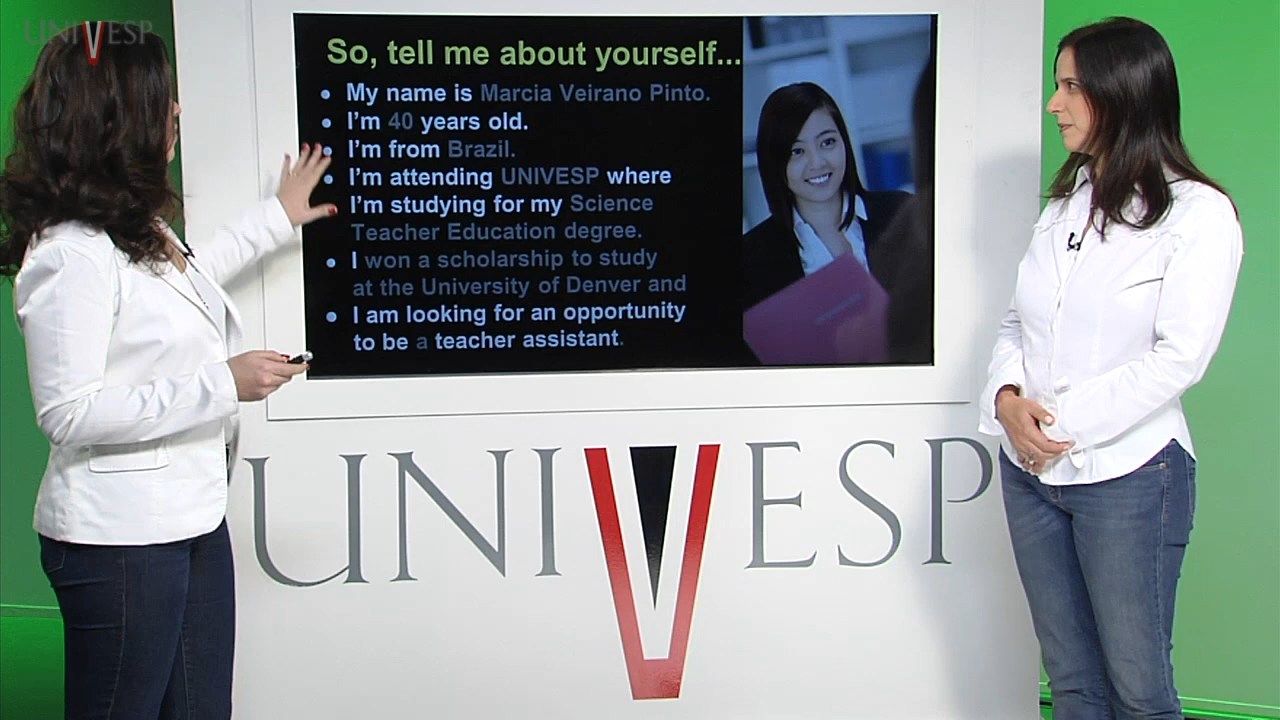 UNIVESP
So, tell me about yourself...
• My name is Marcia Veirano Pinto.
• I'm 40 years old.
• I'm from Brazil.
• I'm attending UNIVESP where
I'm studying for my Science
Teacher Education degree.
• I won a scholarship to study
at the University of Denver and
• I am looking for an opportunity
to be a teacher assistant.
UNIVESP